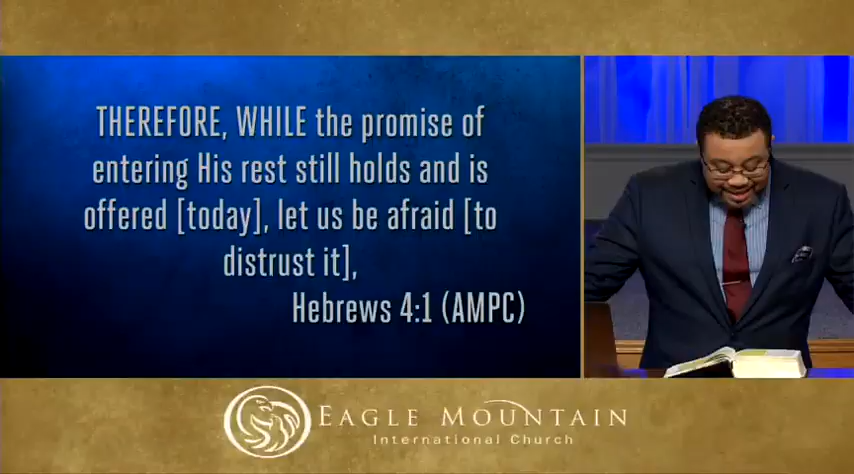 THEREFORE, WHILE the promise of
entering His rest still holds and is
offered [today], let us be afraid [to
distrust it],
Hebrews 4:1 (AMPC)
EAGLE MOUNTAIN
International Church